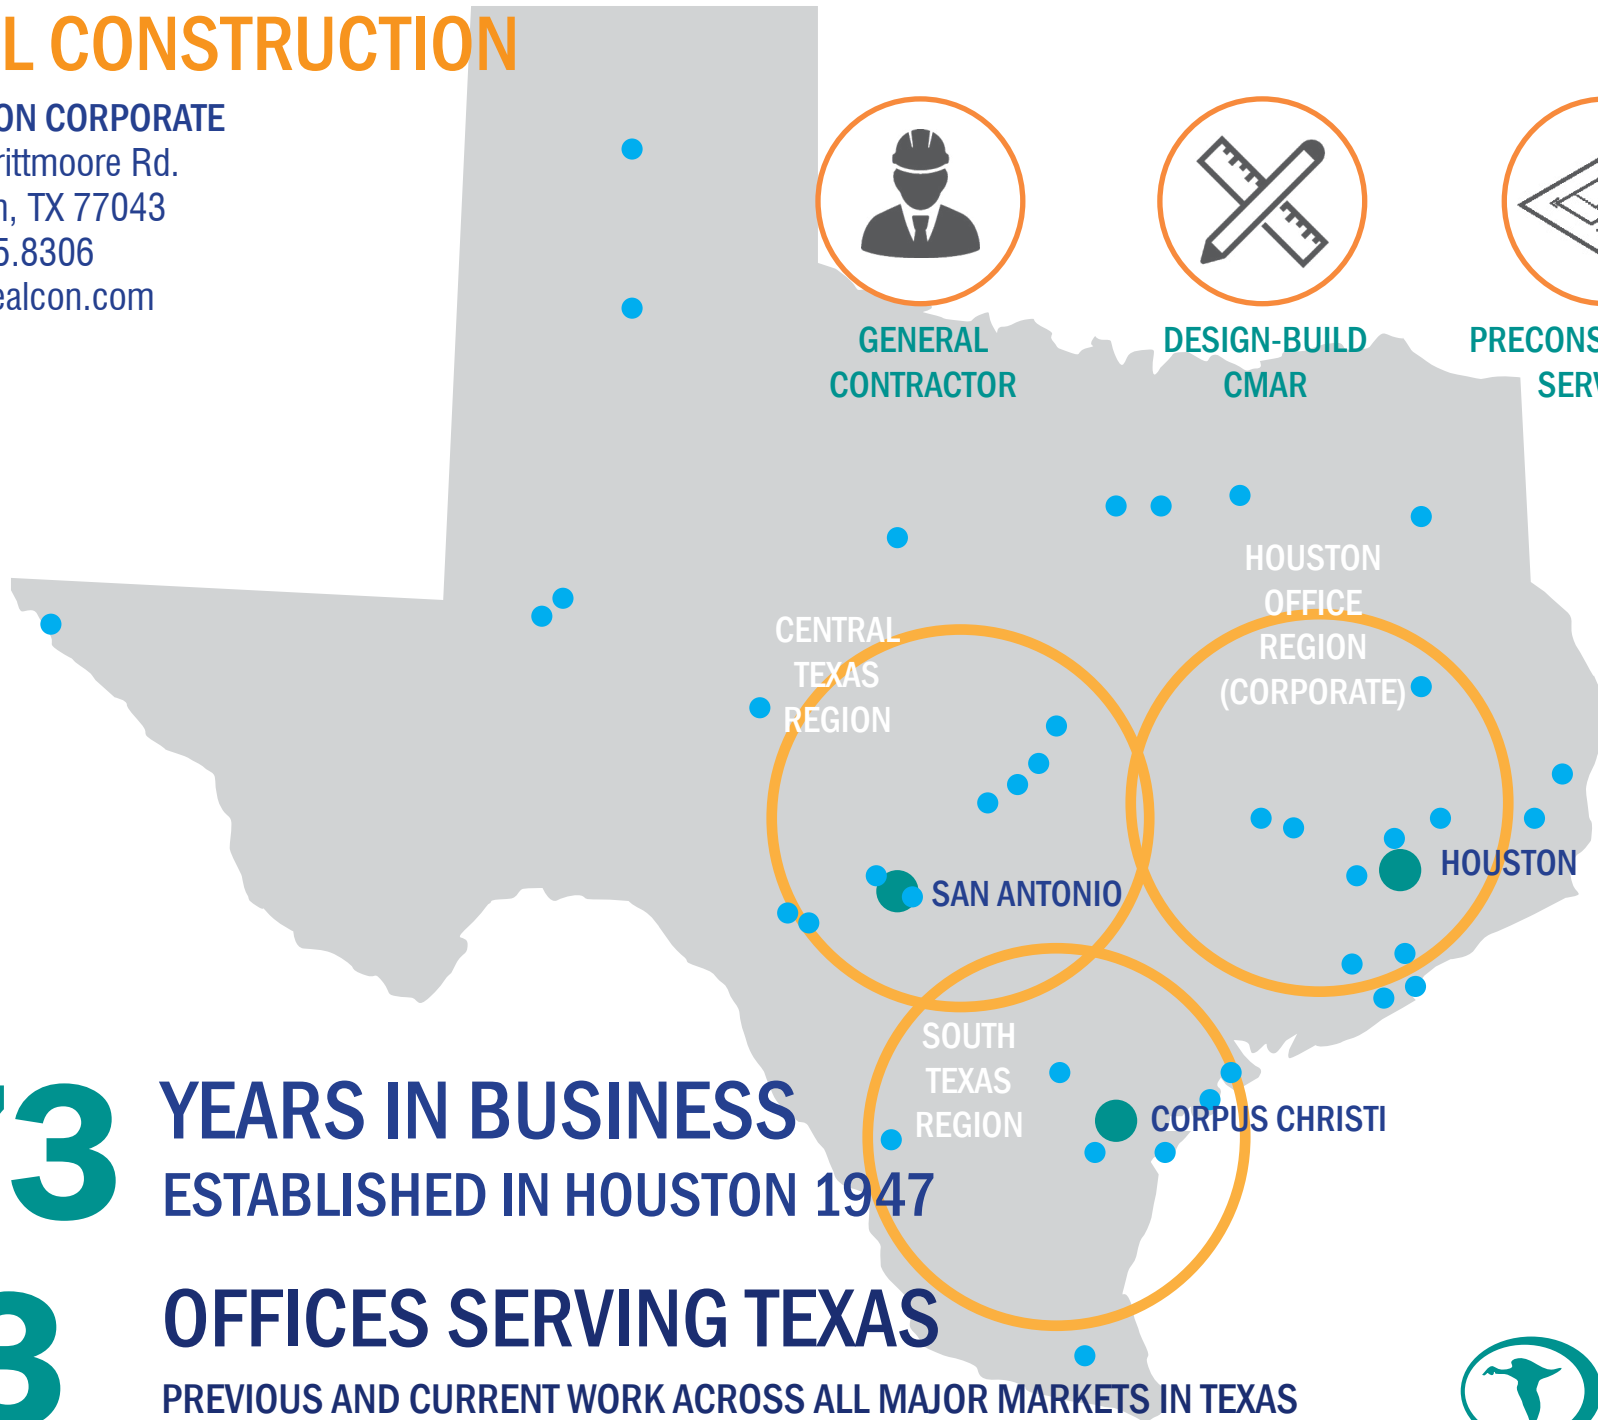 L CONSTRUCTION
ON CORPORATE
rittmoore Rd.
n, TX 77043
5.8306
ealcon.com
GENERAL
CONTRACTOR
DESIGN-BUILD
CMAR
PRECONS
SERV
HOUSTON
OFFICE
REGION
(CORPORATE)
CENTRAL
TEXAS
REGION
HOUSTON
SAN ANTONIO
SOUTH
TEXAS
REGION
CORPUS CHRISTI
73 YEARS IN BUSINESS
ESTABLISHED IN HOUSTON 1947
3 OFFICES SERVING TEXAS
PREVIOUS AND CURRENT WORK ACROSS ALL MAJOR MARKETS IN TEXAS